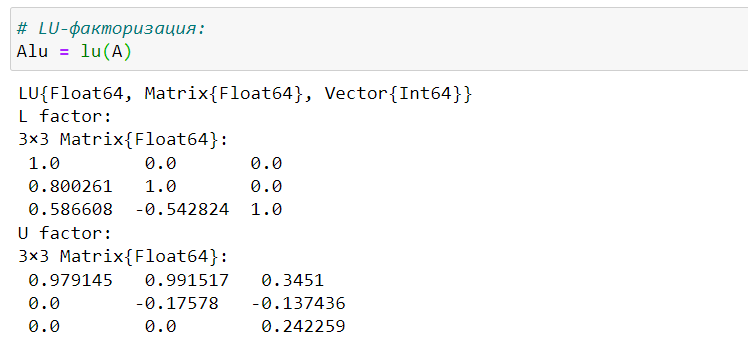 # LU-факторизация:
Alu = lu(A)
LU{Float64, Matrix{Float64}, Vector{Int64}}
L factor:
3×3 Matrix{Float64}:
1.0 0.0 0.0
0.800261 1.0 0.0
0.586608 -0.542824 1.0
U factor:
3×3 Matrix{Float64}:
0.979145 0.991517 0.3451
0.0 -0.17578 -0.137436
0.0 0.0 0.242259